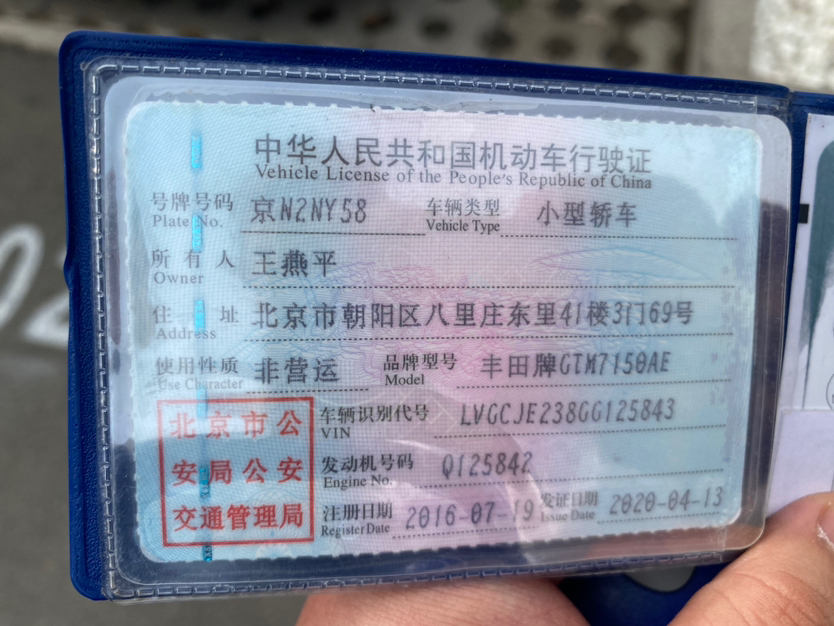 中华人民共和国机动车行驶证
Vehicle License of the People's Republic of China
号牌号码 京N2NY58 车辆类型 小型轿车
Plate No. Vehicle Type
所有人 王燕平
Owner
住址 北京市朝阳区八里庄东里41楼3门69号
Address
使用性质 非营运 品牌型号 丰田牌GTM7150AE
Use Character Model
北京市公 车辆识别代号 LVGCJE238GG125843
VIN
安局公安 发动机号码 Q125842
Engine No.
交通管理局 注册日期 2016-07-19 发证日期 2020-04-13
Register Date Issue Date